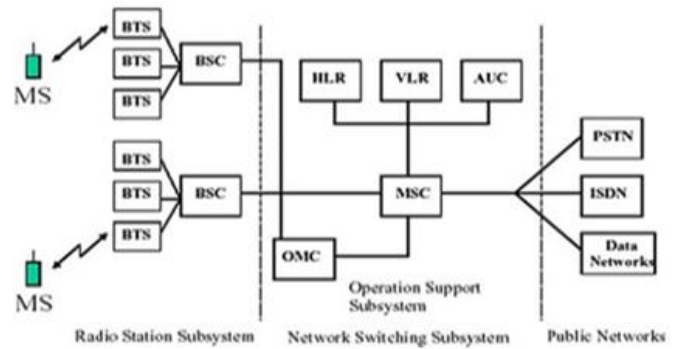 BTS
BTS
BTS
BSC
MS
HLR
VLR
AUC
PSTN
BTS
BTS
BTS
BSC
MSC
ISDN
OMC
Data
Networks
MS
Operation Support
Subsystem
Radio Station Subsystem
Network Switching Subsystem
Public Networks